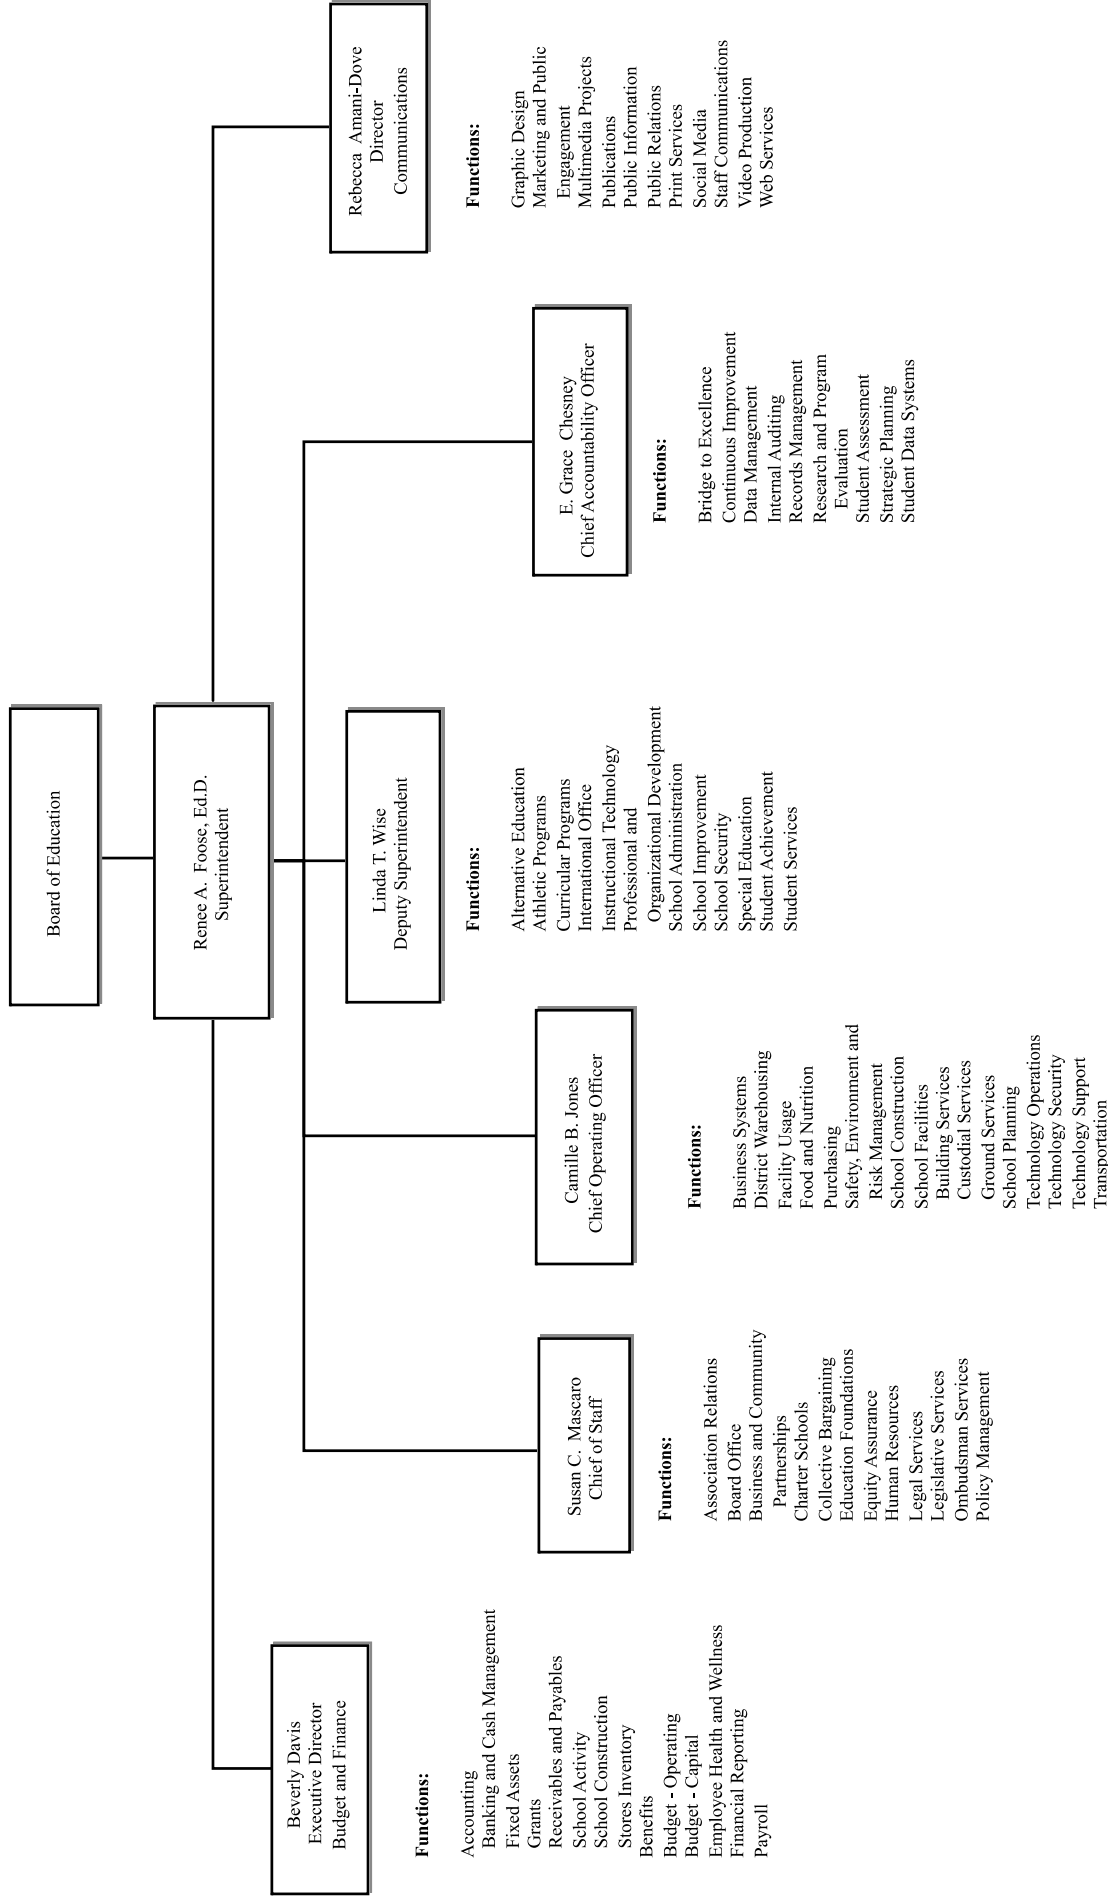 Board of Education
Renee A. Foose, Ed.D.
Superintendent
Beverly Davis
Executive Director
Budget and Finance
Functions:
Accounting
Banking and Cash Management
Fixed Assets
Grants
Receivables and Payables
School Activity
School Construction
Stores Inventory
Benefits
Budget - Operating
Budget - Capital
Employee Health and Wellness
Financial Reporting
Payroll
Susan C. Mascaro
Chief of Staff
Functions:
Association Relations
Board Office
Business and Community
Partnerships
Charter Schools
Collective Bargaining
Education Foundations
Equity Assurance
Human Resources
Legal Services
Legislative Services
Ombudsman Services
Policy Management
Camille B. Jones
Chief Operating Officer
Functions:
Business Systems
District Warehousing
Facility Usage
Food and Nutrition
Purchasing
Safety, Environment and
Risk Management
School Construction
School Facilities
Building Services
Custodial Services
Ground Services
School Planning
Technology Operations
Technology Security
Technology Support
Transportation
Linda T. Wise
Deputy Superintendent
Functions:
Alternative Education
Athletic Programs
Curricular Programs
International Office
Instructional Technology
Professional and
Organizational Development
School Administration
School Improvement
School Security
Special Education
Student Achievement
Student Services
E. Grace Chesney
Chief Accountability Officer
Functions:
Bridge to Excellence
Continuous Improvement
Data Management
Internal Auditing
Records Management
Research and Program
Evaluation
Student Assessment
Strategic Planning
Student Data Systems
Rebecca Amani-Dove
Director
Communications
Functions:
Graphic Design
Marketing and Public
Engagement
Multimedia Projects
Publications
Public Information
Public Relations
Print Services
Social Media
Staff Communications
Video Production
Web Services